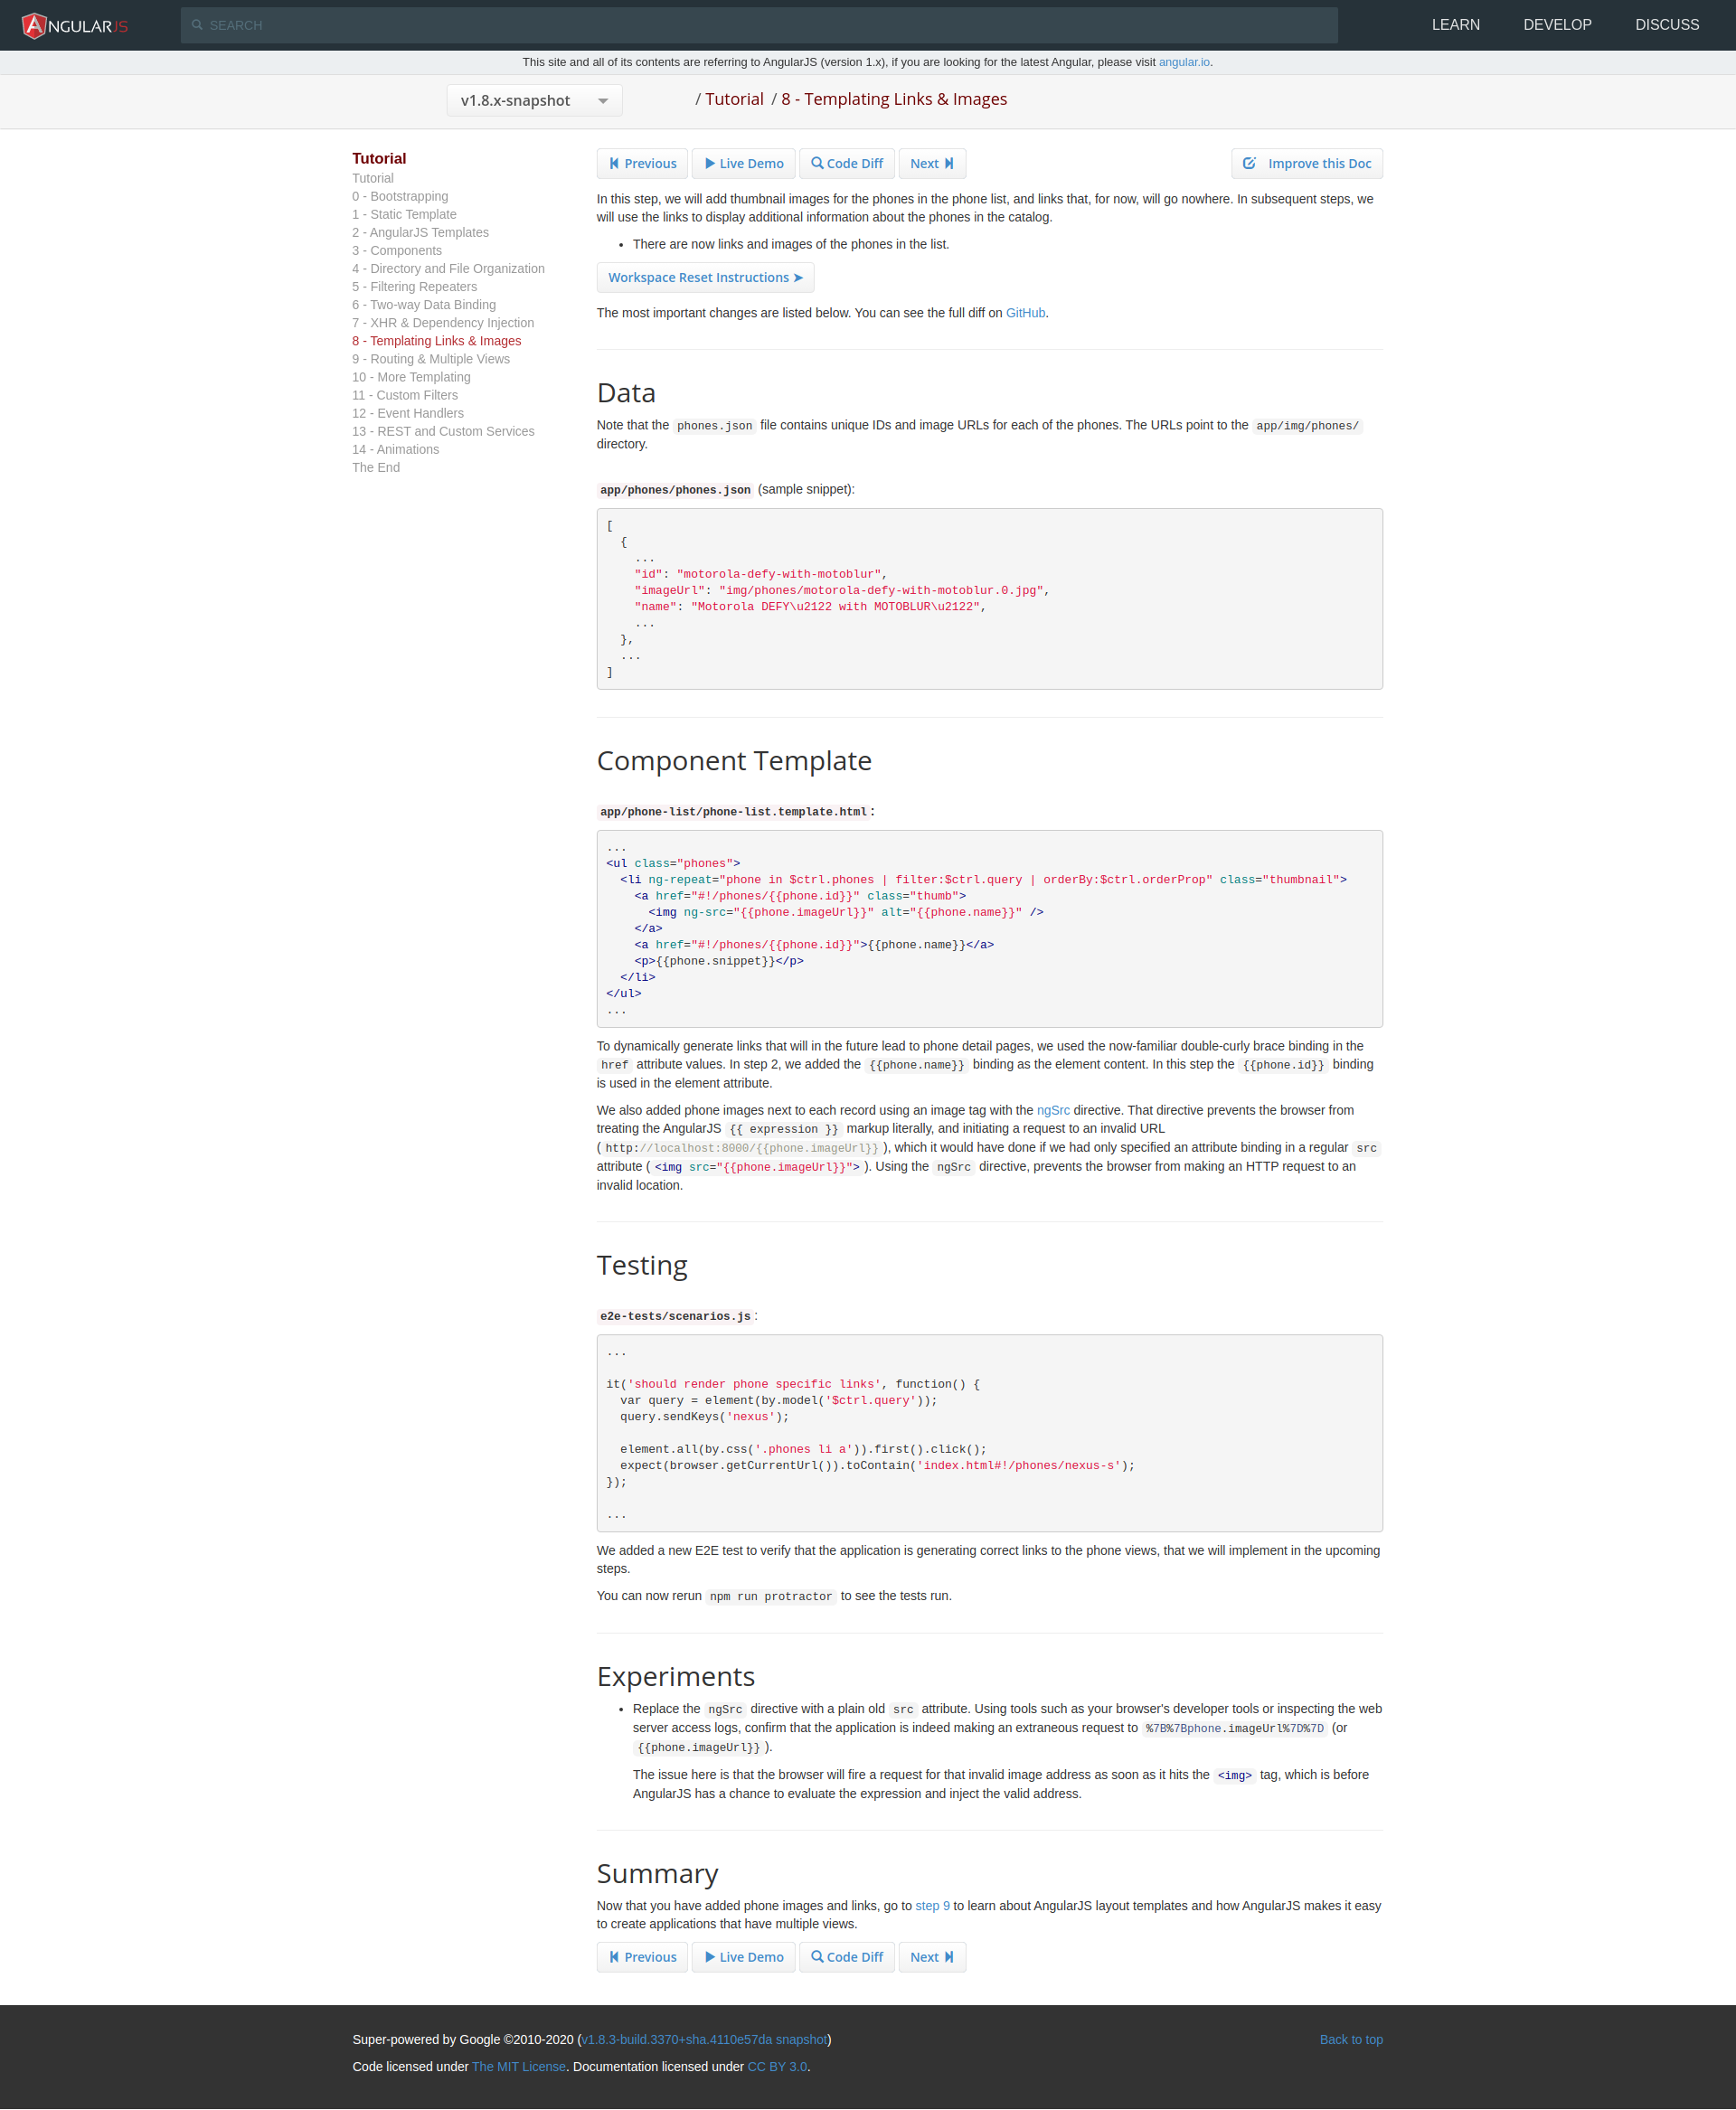 ANGULARJS
SEARCH
LEARN
DEVELOP
DISCUSS
This site and all of its contents are referring to AngularJS (version 1.x), if you are looking for the latest Angular, please visit angular.io.
v1.8.x-snapshot
/ Tutorial / 8 - Templating Links & Images
Tutorial
Tutorial
0 - Bootstrapping
1 - Static Template
2 - AngularJS Templates
3 - Components
4 - Directory and File Organization
5 - Filtering Repeaters
6 - Two-way Data Binding
7 - XHR & Dependency Injection
8 - Templating Links & Images
9 - Routing & Multiple Views
10 - More Templating
11 - Custom Filters
12 - Event Handlers
13 - REST and Custom Services
14 - Animations
The End
Previous Live Demo Code Diff Next Improve this Doc
In this step, we will add thumbnail images for the phones in the phone list, and links that, for now, will go nowhere. In subsequent steps, we
will use the links to display additional information about the phones in the catalog.
• There are now links and images of the phones in the list.
Workspace Reset Instructions ➤
The most important changes are listed below. You can see the full diff on GitHub.
Data
Note that the phones.json file contains unique IDs and image URLs for each of the phones. The URLs point to the app/img/phones/
directory.
app/phones/phones.json (sample snippet):
[
{
...
"id": "motorola-defy-with-motoblur",
"imageUrl": "img/phones/motorola-defy-with-motoblur.0.jpg",
"name": "Motorola DEFY\u2122 with MOTOBLUR\u2122",
...
},
...
]
Component Template
app/phone-list/phone-list.template.html:
...
<ul class="phones">
<li ng-repeat="phone in $ctrl.phones | filter:$ctrl.query | orderBy:$ctrl.orderProp" class="thumbnail">
<a href="#!/phones/{{phone.id}}" class="thumb">
<img ng-src="{{phone.imageUrl}}" alt="{{phone.name}}" />
</a>
<a href="#!/phones/{{phone.id}}">{{phone.name}}</a>
<p>{{phone.snippet}}</p>
</li>
</ul>
...
To dynamically generate links that will in the future lead to phone detail pages, we used the now-familiar double-curly brace binding in the
href attribute values. In step 2, we added the {{phone.name}} binding as the element content. In this step the {{phone.id}} binding
is used in the element attribute.
We also added phone images next to each record using an image tag with the ngSrc directive. That directive prevents the browser from
treating the AngularJS {{ expression }} markup literally, and initiating a request to an invalid URL
( http://localhost:8000/{{phone.imageUrl}} ), which it would have done if we had only specified an attribute binding in a regular src
attribute ( <img src="{{phone.imageUrl}}"> ). Using the ngSrc directive, prevents the browser from making an HTTP request to an
invalid location.
Testing
e2e-tests/scenarios.js:
...
it('should render phone specific links', function() {
var query = element(by.model('$ctrl.query'));
query.sendKeys('nexus');
element.all(by.css('.phones li a')).first().click();
expect(browser.getCurrentUrl()).toContain('index.html#!/phones/nexus-s');
});
...
We added a new E2E test to verify that the application is generating correct links to the phone views, that we will implement in the upcoming
steps.
You can now rerun npm run protractor to see the tests run.
Experiments
• Replace the ngSrc directive with a plain old src attribute. Using tools such as your browser's developer tools or inspecting the web
server access logs, confirm that the application is indeed making an extraneous request to %7B%7Bphone.imageUrl%7D%7D (or
{{phone.imageUrl}} ).
The issue here is that the browser will fire a request for that invalid image address as soon as it hits the <img> tag, which is before
AngularJS has a chance to evaluate the expression and inject the valid address.
Summary
Now that you have added phone images and links, go to step 9 to learn about AngularJS layout templates and how AngularJS makes it easy
to create applications that have multiple views.
Previous Live Demo Code Diff Next
Super-powered by Google ©2010-2020 (v1.8.3-build.3370+sha.4110e57da snapshot)
Back to top
Code licensed under The MIT License. Documentation licensed under CC BY 3.0.